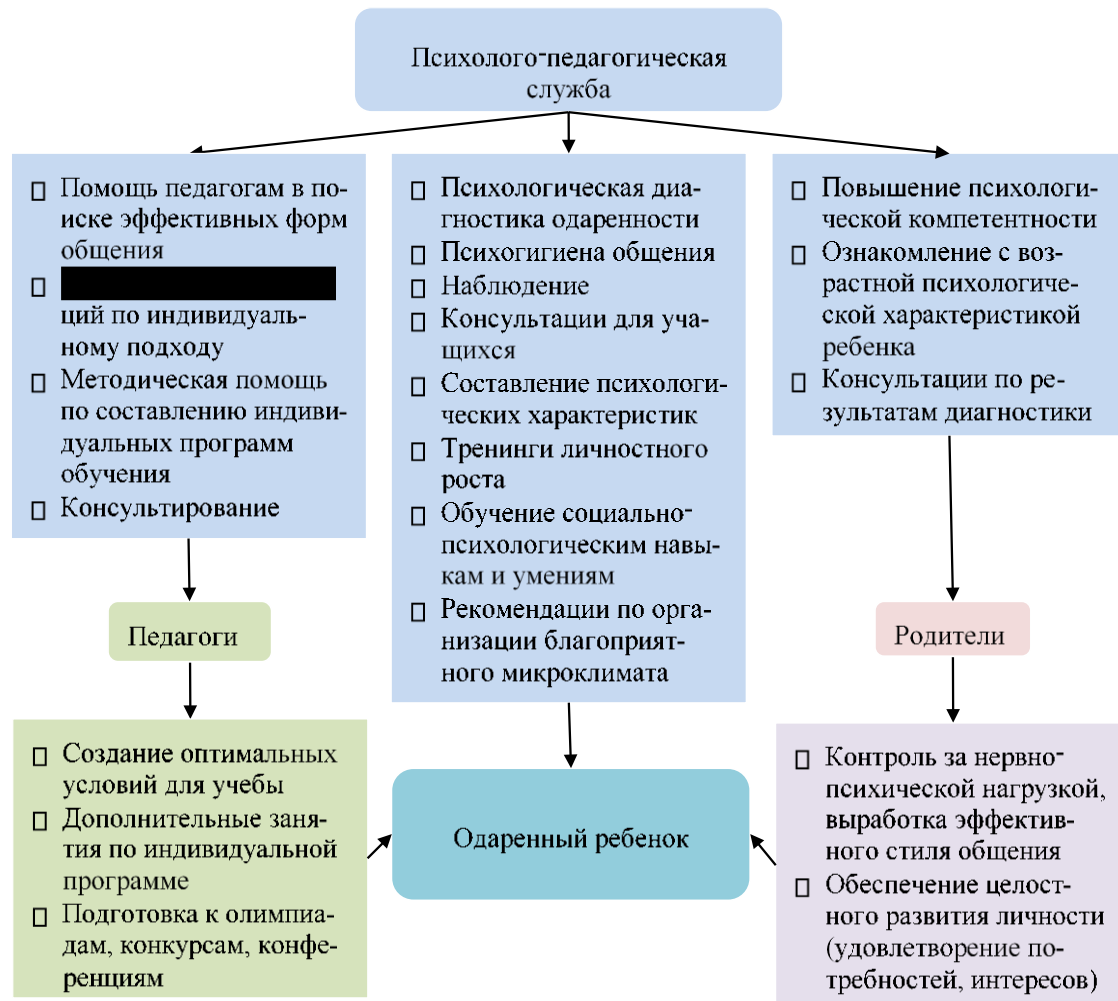 Психолого-педагогическая
служба
Помощь педагогам в по-
иске эффективных форм
общения
ций по индивидуаль-
ному подходу
Методическая помощь
по составлению индиви-
дуальных программ
обучения
Консультирование
Психологическая диа-
гностика одаренности
Психогигиена общения
Наблюдение
Консультации для уча-
щихся
Составление психологи-
ческих характеристик
Тренинги личностного
роста
Обучение социально-
психологическим навы-
кам и умениям
Рекомендации по орга-
низации благоприят-
ного микроклимата
Повышение психологи-
ческой компетентности
Ознакомление с воз-
растной психологиче-
ской характеристикой
ребенка
Консультации по ре-
зультатам диагностики
Педагоги
Родители
Создание оптимальных
условий для учебы
Дополнительные заня-
тия по индивидуальной
программе
Подготовка к олимпиа-
дам, конкурсам, конфе-
ренциям
Одаренный ребенок
Контроль за нервно-
психической нагрузкой,
выработка эффектив-
ного стиля общения
Обеспечение целост-
ного развития личности
(удовлетворение по-
требностей, интересов)